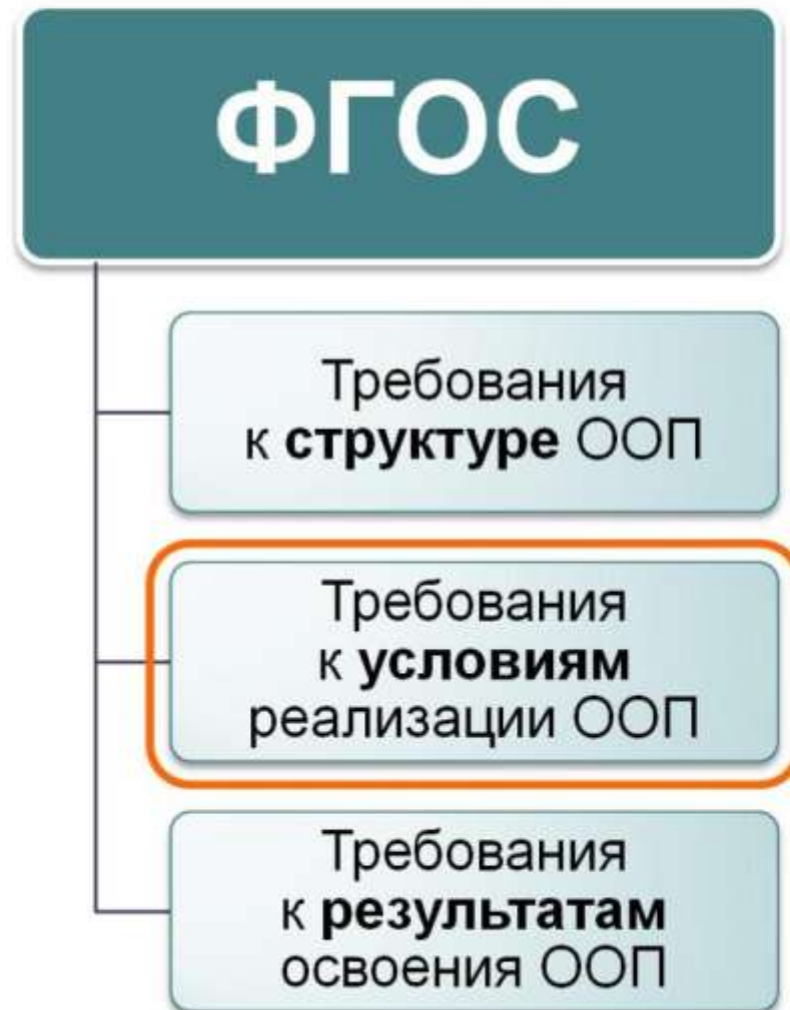 ФГОС
Требования
к структуре ООП
Требования
к условиям
реализации ООП
Требования
к результатам
освоения ООП